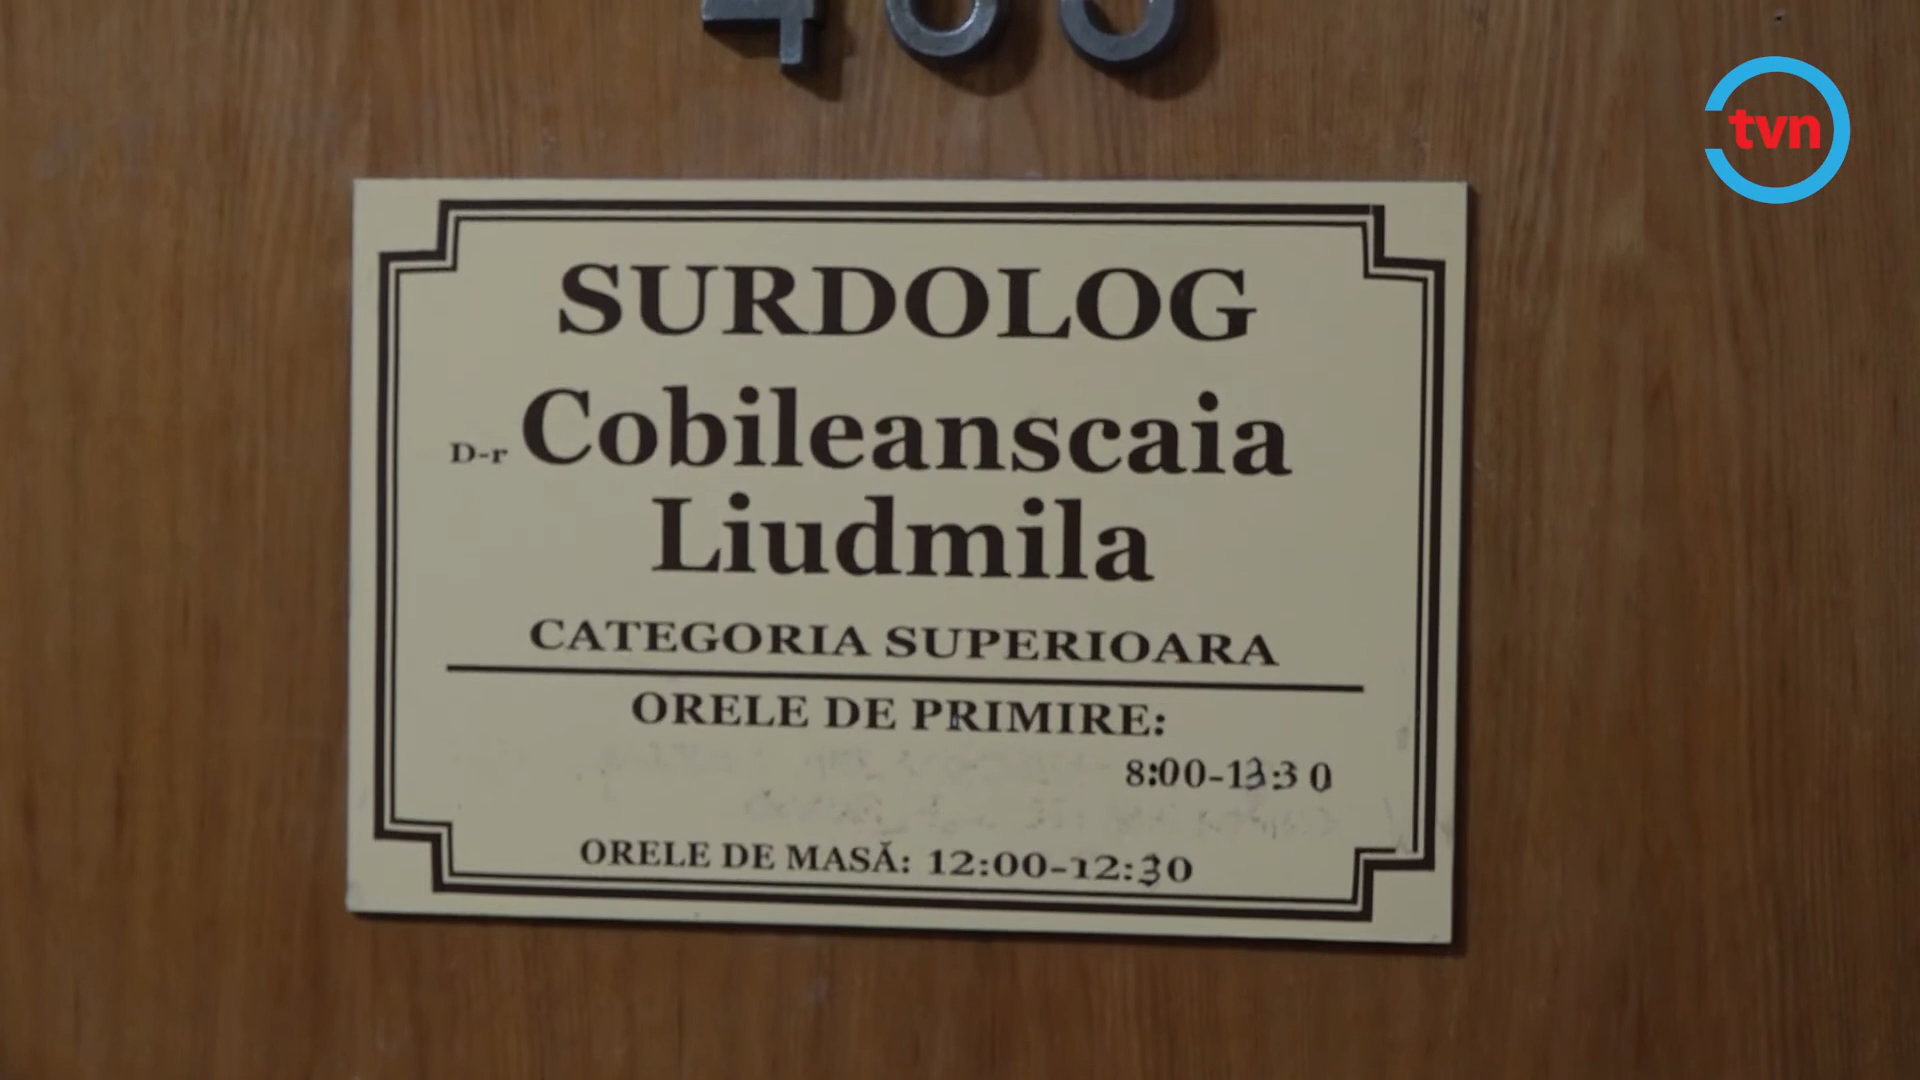 tvn
SURDOLOG
D-r Cobileanscaia
Liudmila
CATEGORIA SUPERIOARA
ORELE DE PRIMIRE:
8:00-13:30
ORELE DE MASĂ: 12:00-12:30